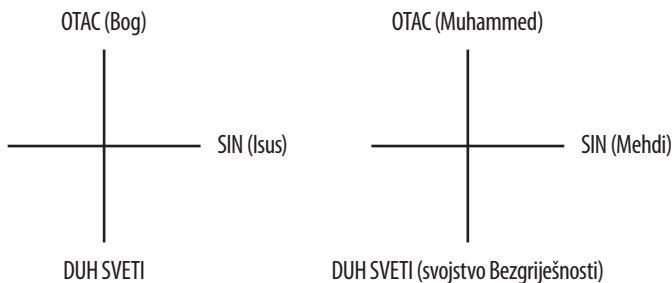 OTAC (Bog)
OTAC (Muhammed)
SIN (Isus)
SIN (Mehdi)
DUH SVETI
DUH SVETI (svojstvo Bezgriješnosti)